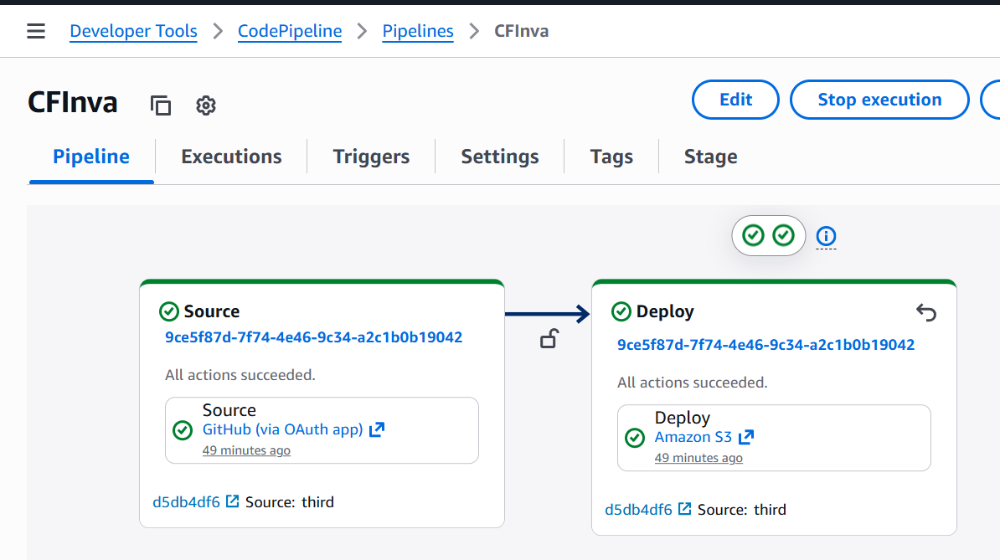 Developer Tools > CodePipeline > Pipelines > CFInva
CFInva
Edit
Stop execution
Pipeline
Executions
Triggers
Settings
Tags
Stage
Source
9ce5f87d-7f74-4e46-9c34-a2c1b0b19042
All actions succeeded.
Source
GitHub (via OAuth app)
49 minutes ago
d5db4df6 Source: third
Deploy
9ce5f87d-7f74-4e46-9c34-a2c1b0b19042
All actions succeeded.
Deploy
Amazon S3
49 minutes ago
d5db4df6 Source: third